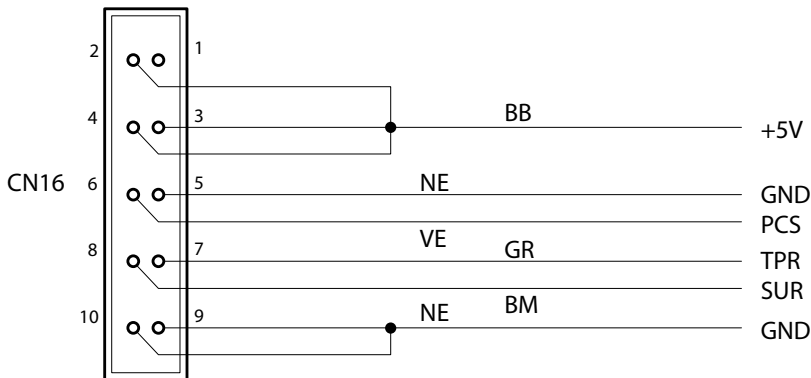 2 1
BB
4 3
+5V
CN16 6 5 NE
GND
PCS
VE
8 7 GR
TPR
SUR
BM
10 9 NE
GND